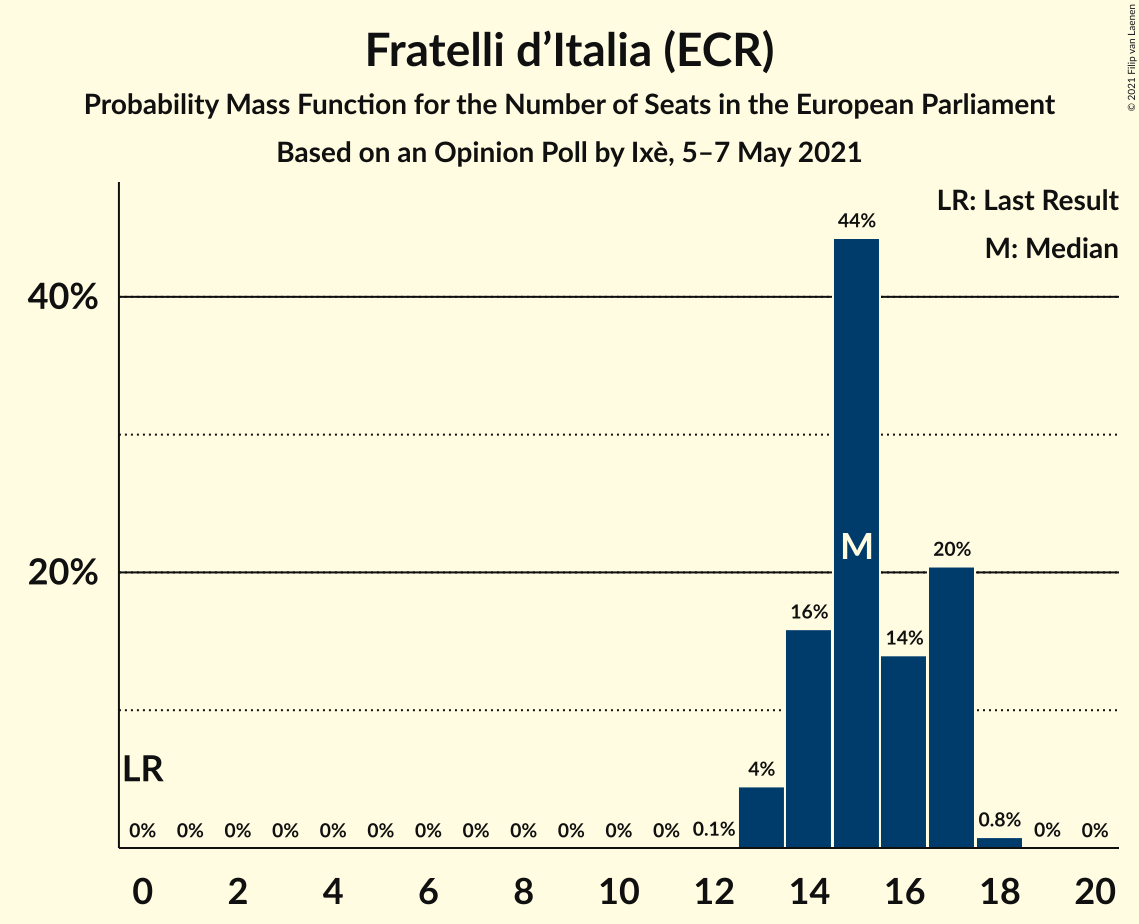 Fratelli d’Italia (ECR)
Probability Mass Function for the Number of Seats in the European Parliament
Based on an Opinion Poll by Ixè, 5–7 May 2021
© 2021 Filip van Laenen
LR: Last Result
M: Median
44%
40%
M
20%
20%
16%
14%
LR
4%
0% 0% 0% 0% 0% 0% 0% 0% 0% 0% 0% 0% 0.1% 0.8% 0% 0%
0 2 4 6 8 10 12 14 16 18 20